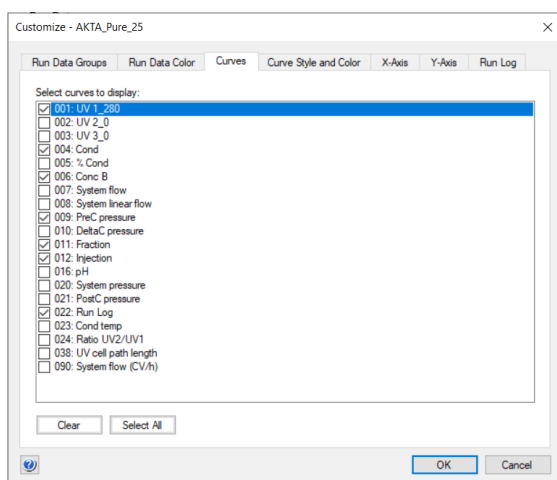 Customize - AKTA_Pure_25
Run Data Groups
Run Data Color
Curves
Curve Style and Color
X-Axis
Y-Axis
Run Log
Select curves to display:
001: UV 1_280
002: UV 2_0
003: UV 3_0
004: Cond
005: % Cond
006: Conc B
007: System flow
008: System linear flow
009: PreC pressure
010: DeltaC pressure
011: Fraction
012: Injection
016: pH
020: System pressure
021: PostC pressure
022: Run Log
023: Cond temp
024: Ratio UV2/UV1
038: UV cell path length
090: System flow (CV/h)
Clear
Select All
OK
Cancel